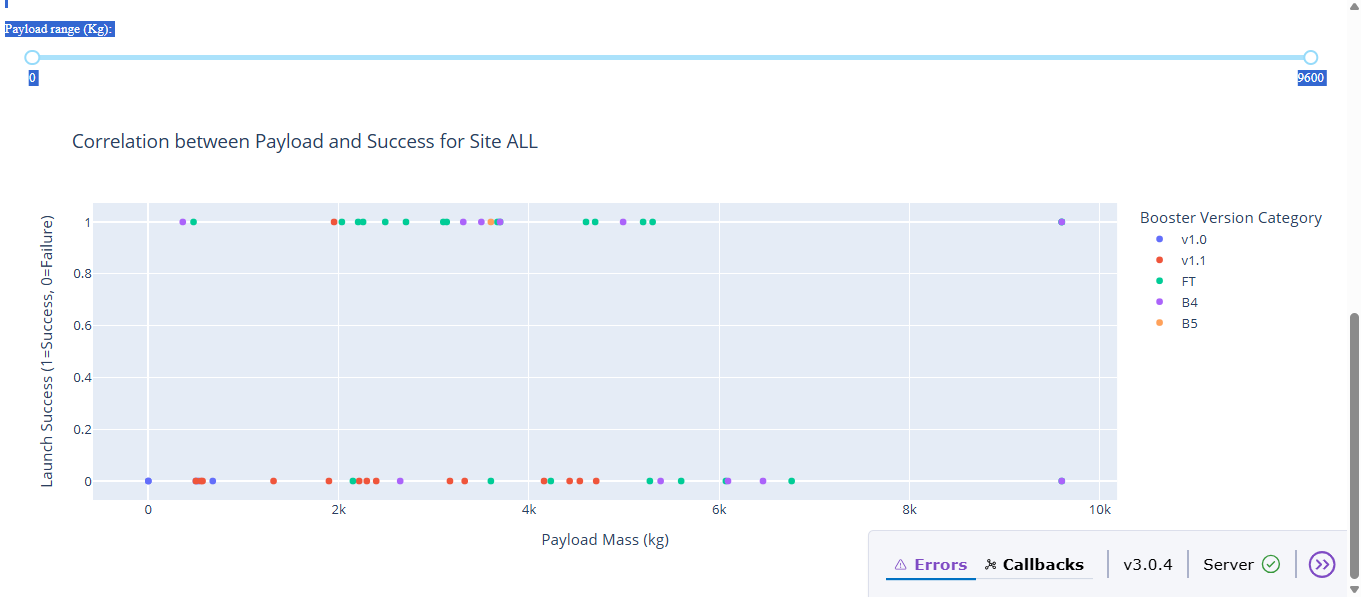 Payload range (Kg):
0
9600
Correlation between Payload and Success for Site ALL
Launch Success (1=Success, 0=Failure)
1
0.8
0.6
0.4
0.2
0
0
2k
4k
6k
8k
10k
Payload Mass (kg)
Booster Version Category
v1.0
v1.1
FT
B4
B5
Errors
Callbacks
v3.0.4
Server